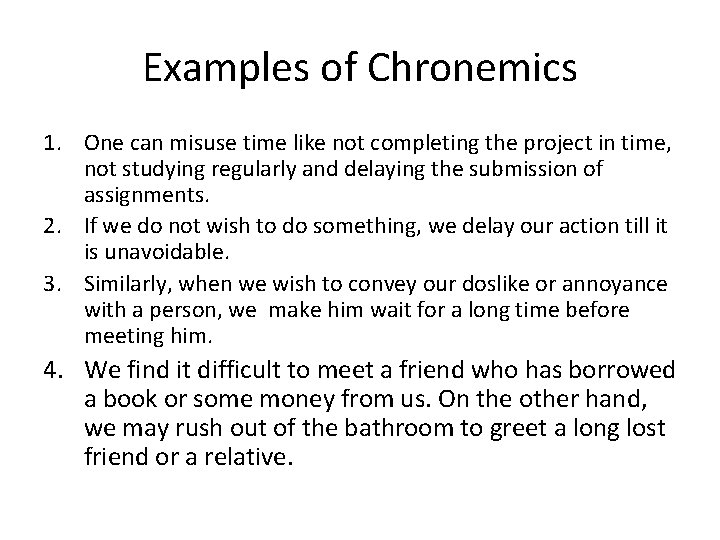 Examples of Chronemics
1. One can misuse time like not completing the project in time,
not studying regularly and delaying the submission of
assignments.
2. If we do not wish to do something, we delay our action till it
is unavoidable.
3. Similarly, when we wish to convey our doslike or annoyance
with a person, we make him wait for a long time before
meeting him.
4. We find it difficult to meet a friend who has borrowed
a book or some money from us. On the other hand,
we may rush out of the bathroom to greet a long lost
friend or a relative.